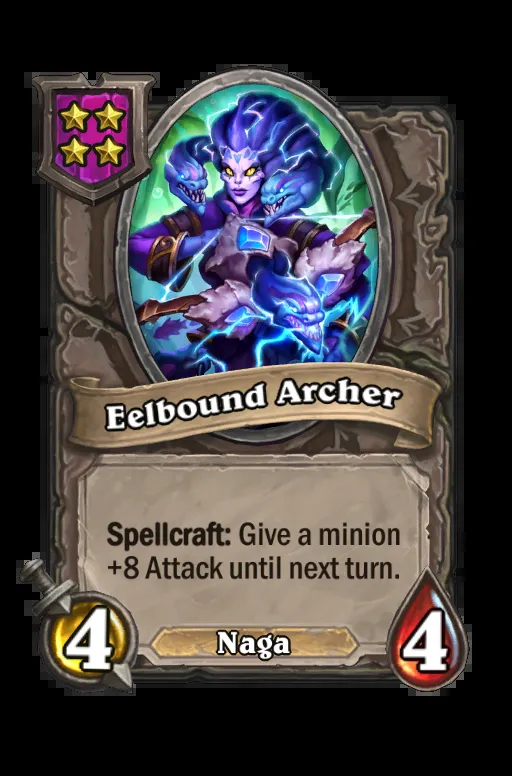 Eelbound Archer
Spellcraft: Give a minion
+8 Attack until next turn.
4
Naga
4